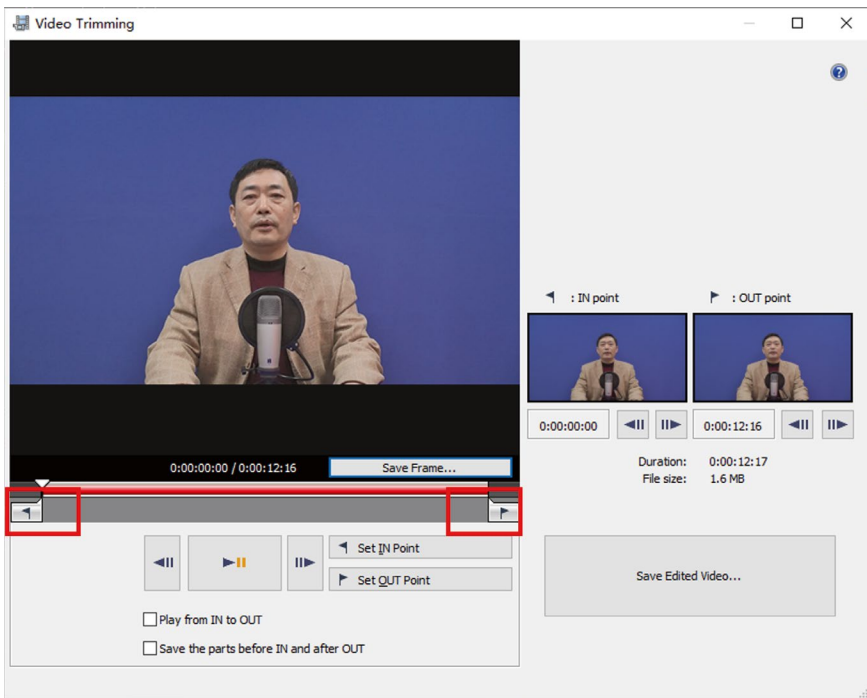 Video Trimming
: IN point
: OUT point
0:00:00:00
0:00:12:16
0:00:00:00 / 0:00:12:16
Save Frame...
Duration: 0:00:12:17
File size: 1.6 MB
Set IN Point
Set OUT Point
Save Edited Video...
Play from IN to OUT
Save the parts before IN and after OUT